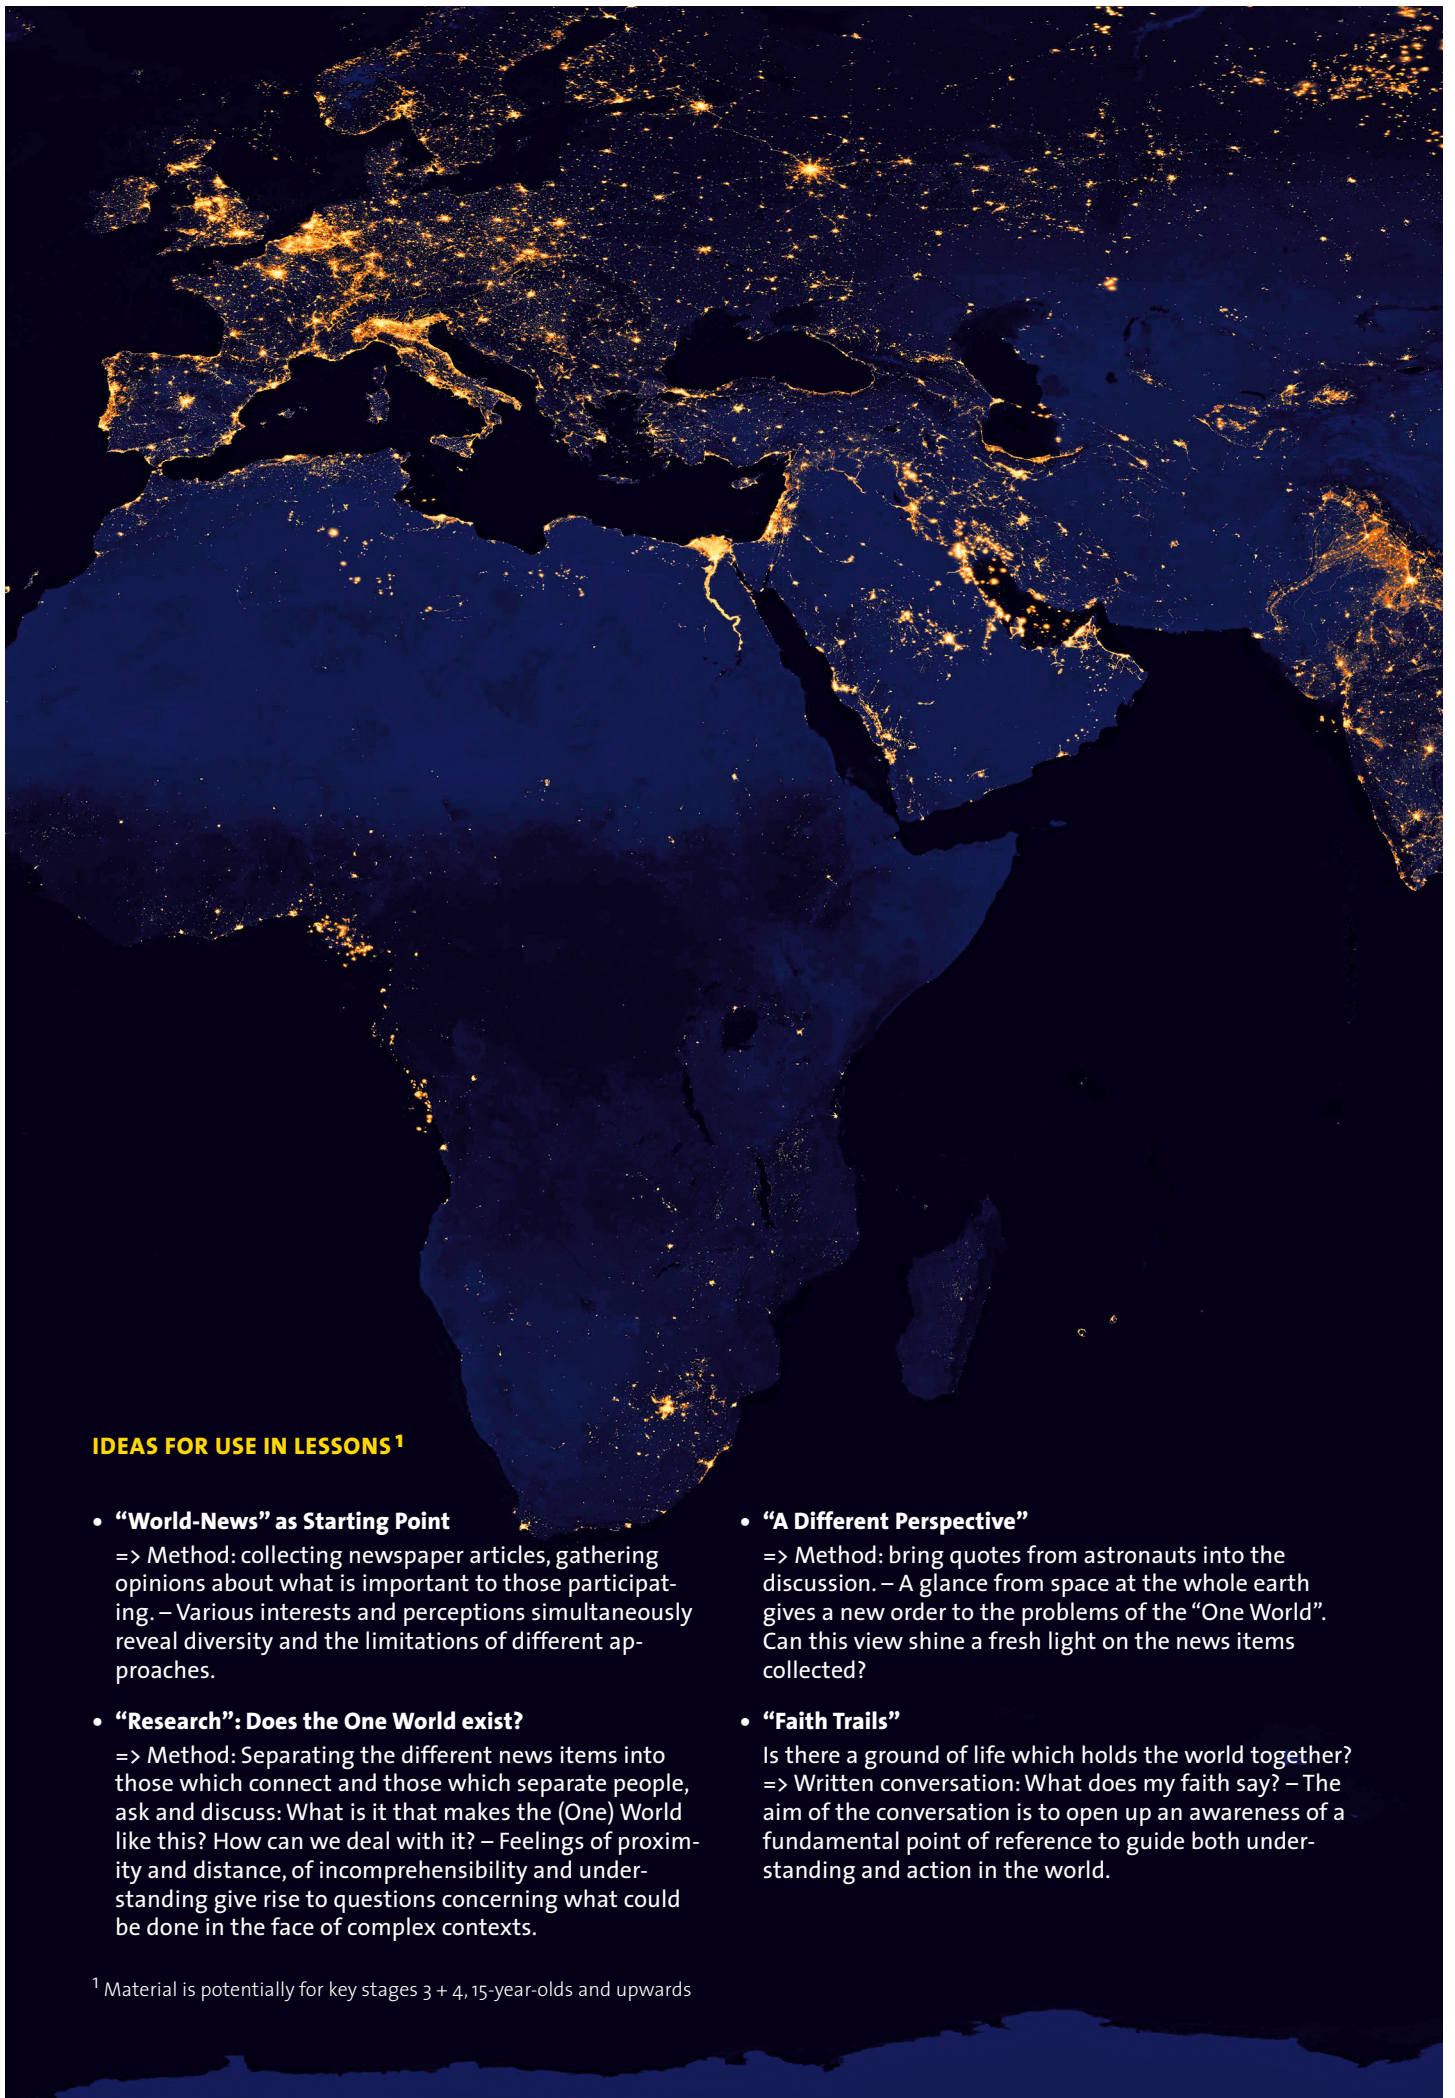 IDEAS FOR USE IN LESSONS ¹
• “World-News” as Starting Point
=> Method: collecting newspaper articles, gathering
opinions about what is important to those participat-
ing. – Various interests and perceptions simultaneously
reveal diversity and the limitations of different ap-
proaches.
• “Research”: Does the One World exist?
=> Method: Separating the different news items into
those which connect and those which separate people,
ask and discuss: What is it that makes the (One) World
like this? How can we deal with it? – Feelings of proxim-
ity and distance, of incomprehensibility and under-
standing give rise to questions concerning what could
be done in the face of complex contexts.
• “A Different Perspective”
=> Method: bring quotes from astronauts into the
discussion. – A glance from space at the whole earth
gives a new order to the problems of the “One World”.
Can this view shine a fresh light on the news items
collected?
• “Faith Trails”
Is there a ground of life which holds the world together?
=> Written conversation: What does my faith say? – The
aim of the conversation is to open up an awareness of a
fundamental point of reference to guide both under-
standing and action in the world.
¹ Material is potentially for key stages 3 + 4, 15-year-olds and upwards